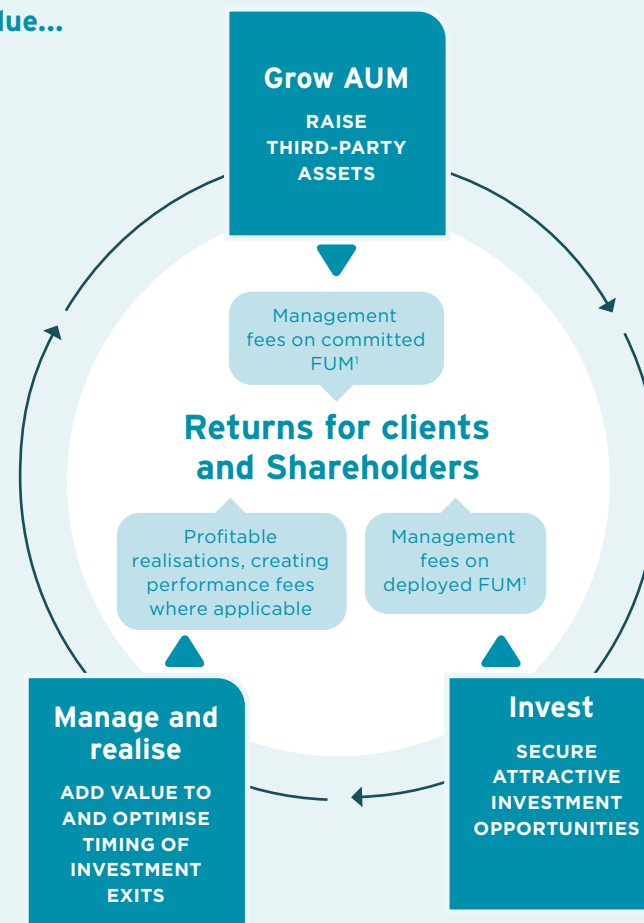 lue...
Grow AUM
RAISE
THIRD-PARTY
ASSETS
Management
fees on committed
FUM¹
Returns for clients
and Shareholders
Profitable
realisations, creating
performance fees
where applicable
Management
fees on
deployed FUM¹
Manage and
realise
ADD VALUE TO
AND OPTIMISE
TIMING OF
INVESTMENT
EXITS
Invest
SECURE
ATTRACTIVE
INVESTMENT
OPPORTUNITIES